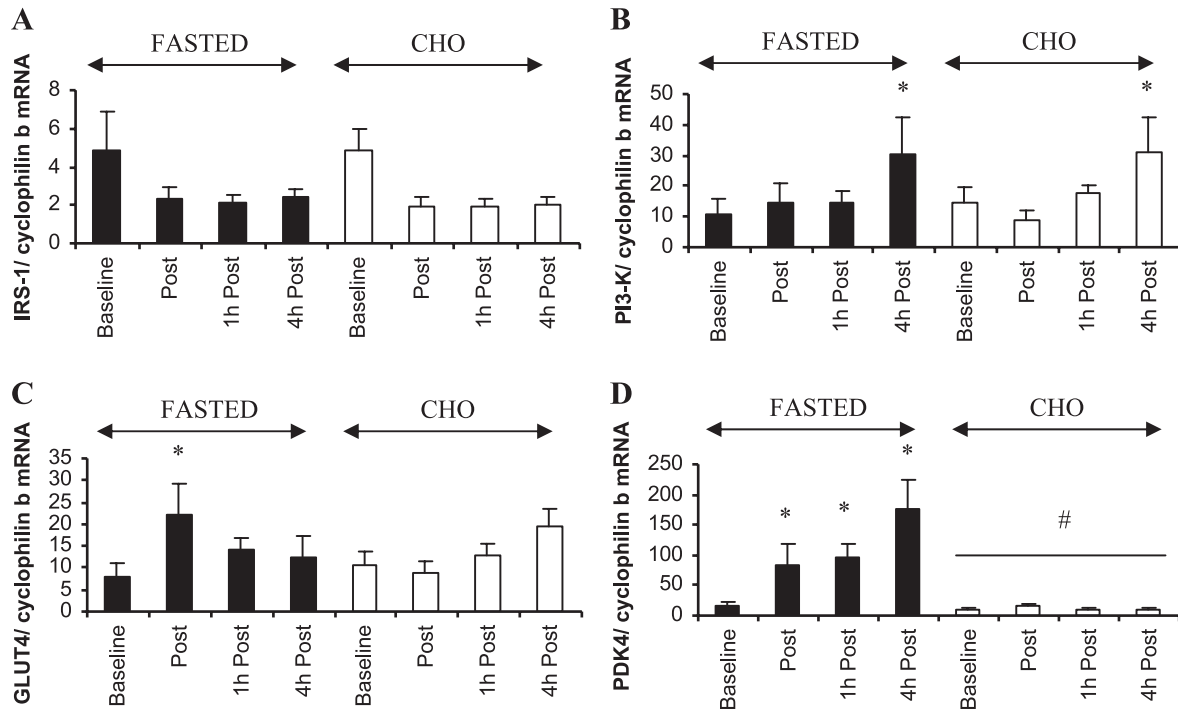 A
FASTED CHO
IRS-1/ cyclophilin b mRNA
8
6
4
2
0
Baseline
Post
1h Post
4h Post
Baseline
Post
1h Post
4h Post
B
FASTED CHO
PI3-K/ cyclophilin b mRNA
50
40
30
20
10
0
* *
Baseline
Post
1h Post
4h Post
Baseline
Post
1h Post
4h Post
C
FASTED CHO
GLUT4/ cyclophilin b mRNA
35
30
25
20
15
10
5
0
*
Baseline
Post
1h Post
4h Post
Baseline
Post
1h Post
4h Post
D
FASTED CHO
PDK4/ cyclophilin b mRNA
250
200
150
100
50
0
* * *
#
Baseline
Post
1h Post
4h Post
Baseline
Post
1h Post
4h Post